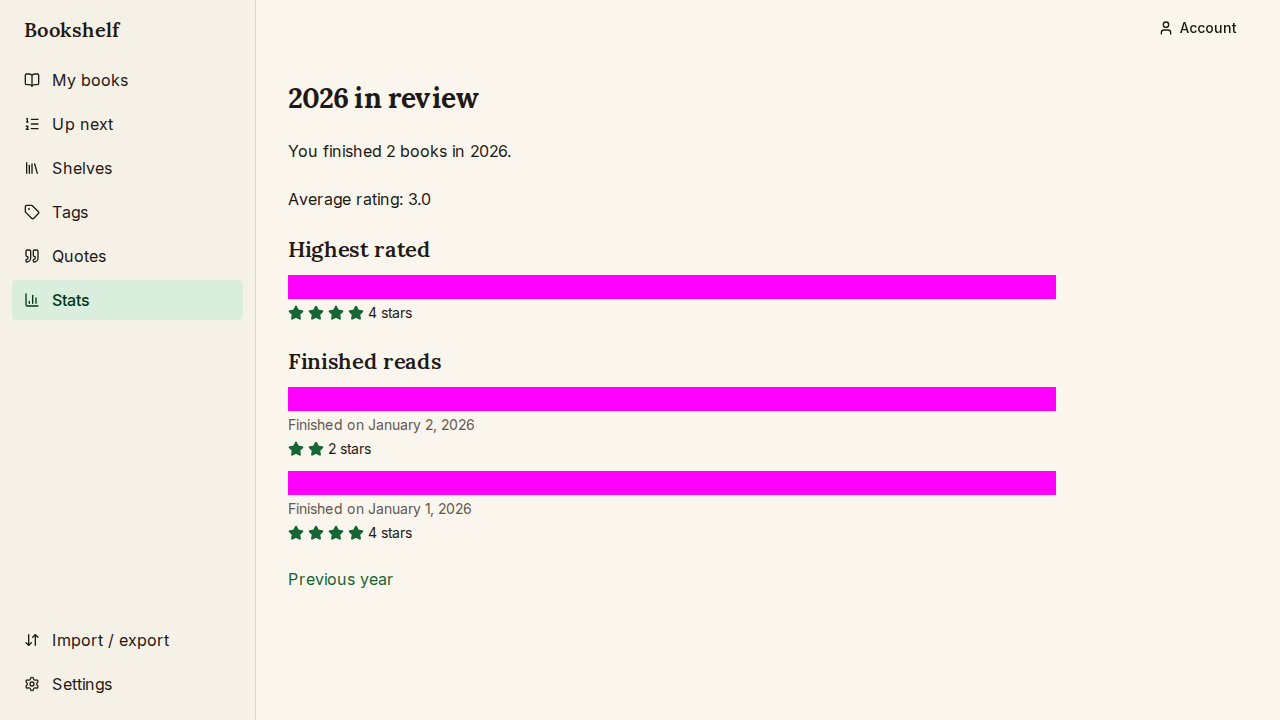 Bookshelf
My books
Up next
Shelves
Tags
Quotes
Stats
Import / export
Settings
Account
2026 in review
You finished 2 books in 2026.
Average rating: 3.0
Highest rated
4 stars
Finished reads
Finished on January 2, 2026
2 stars
Finished on January 1, 2026
4 stars
Previous year